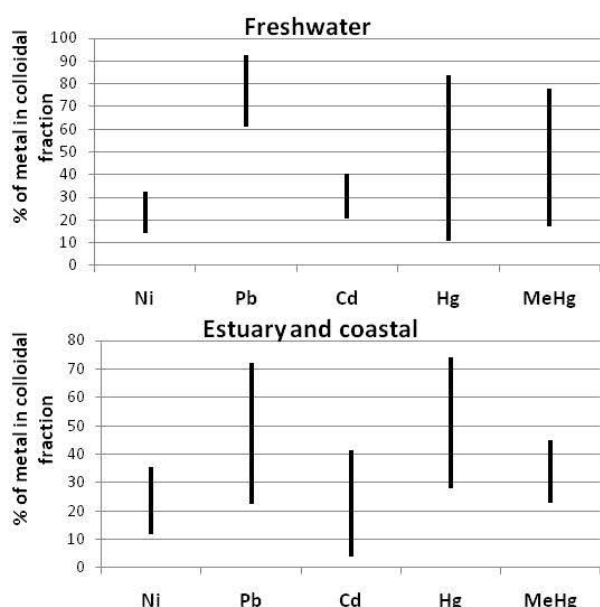 Freshwater
% of metal in colloidal
fraction
100
90
80
70
60
50
40
30
20
10
0
Ni Pb Cd Hg MeHg
Estuary and coastal
% of metal in colloidal
fraction
80
70
60
50
40
30
20
10
0
Ni Pb Cd Hg MeHg